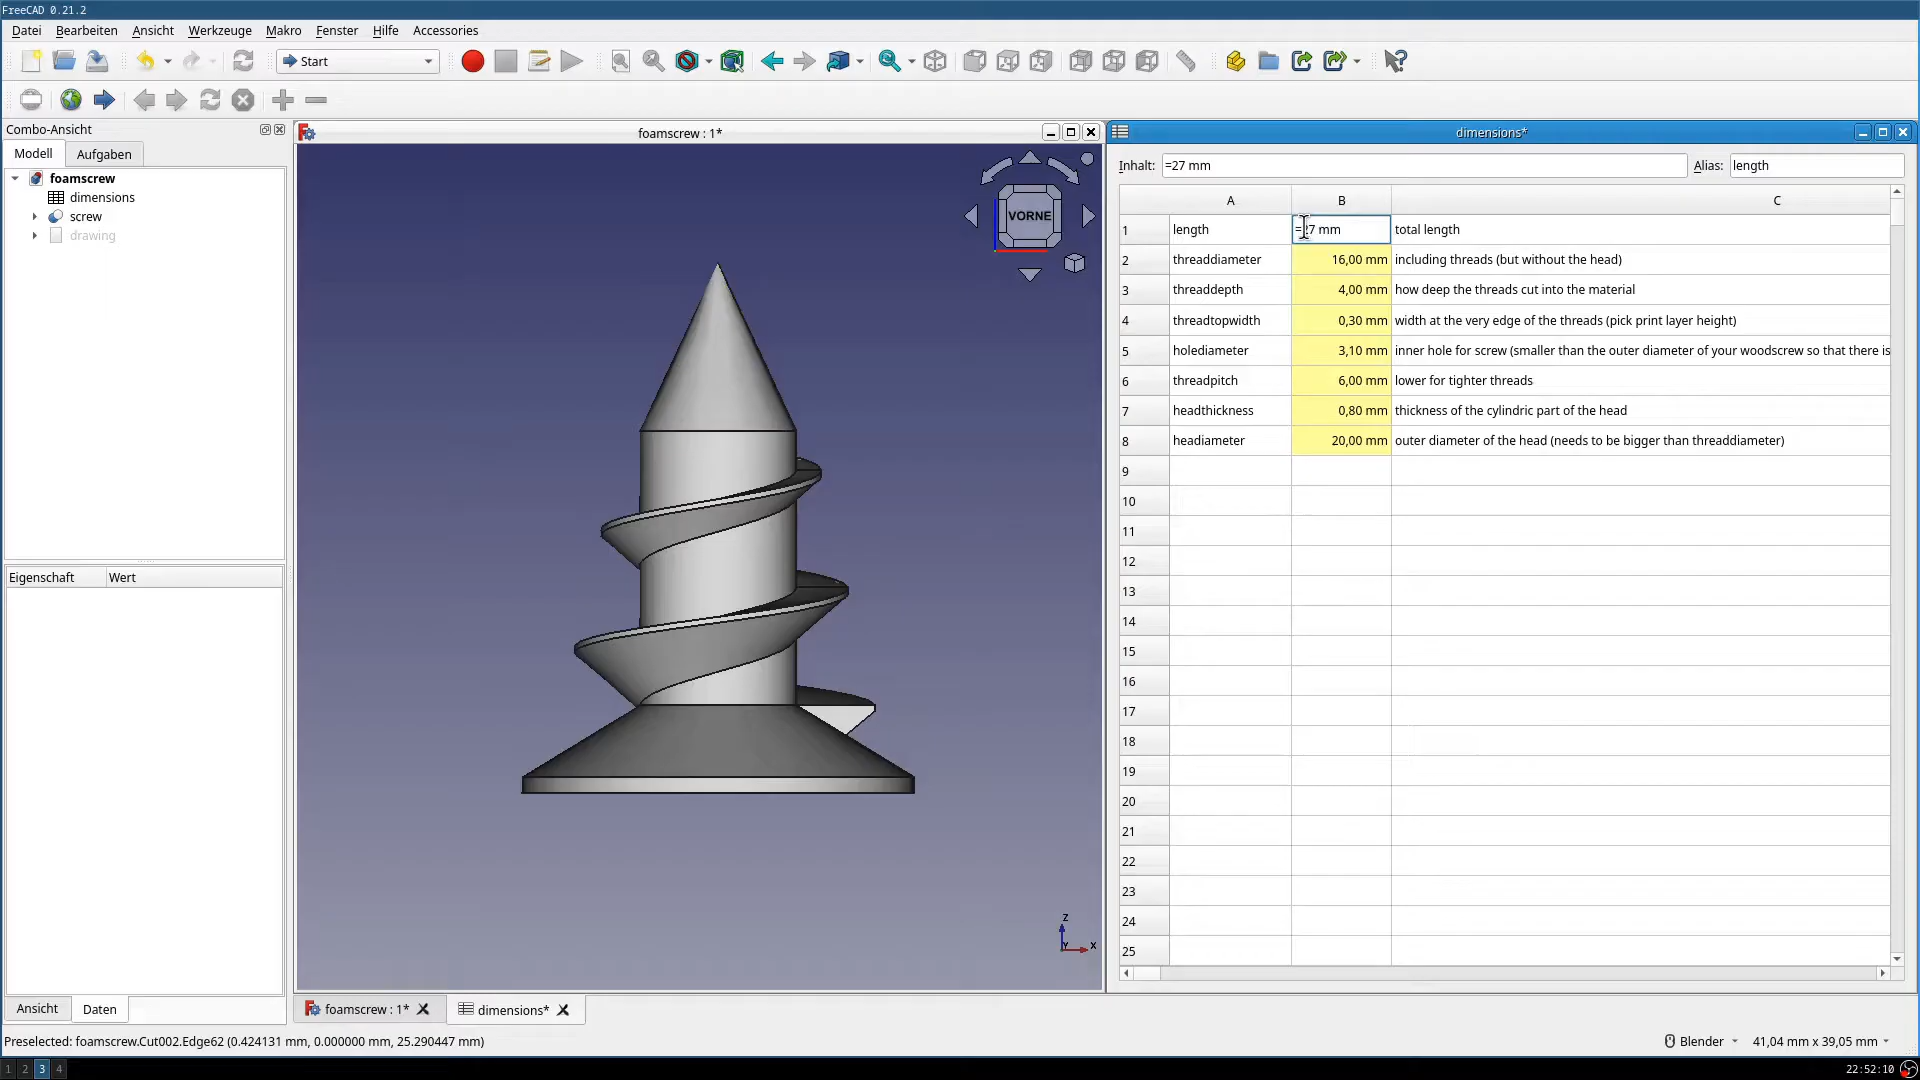 FreeCAD 0.21.2
Datei Bearbeiten Ansicht Werkzeuge Makro Fenster Hilfe Accessories
Start
Combo-Ansicht
Modell Aufgaben
foamscrew
dimensions
screw
drawing
Eigenschaft Wert
Ansicht Daten
foamscrew : 1*
VORNE
Z
Y
X
dimensions*
Inhalt: =27 mm Alias: length
A B C
1 length =27 mm total length
2 threaddiameter 16,00 mm including threads (but without the head)
3 threaddepth 4,00 mm how deep the threads cut into the material
4 threadtopwidth 0,30 mm width at the very edge of the threads (pick print layer height)
5 holediameter 3,10 mm inner hole for screw (smaller than the outer diameter of your woodscrew so that there is
6 threadpitch 6,00 mm lower for tighter threads
7 headthickness 0,80 mm thickness of the cylindric part of the head
8 headiameter 20,00 mm outer diameter of the head (needs to be bigger than threaddiameter)
9
10
11
12
13
14
15
16
17
18
19
20
21
22
23
24
25
foamscrew : 1* dimensions*
Preselected: foamscrew.Cut002.Edge62 (0.424131 mm, 0.000000 mm, 25.290447 mm) Blender 41,04 mm x 39,05 mm
1 2 3 4 22:52:10